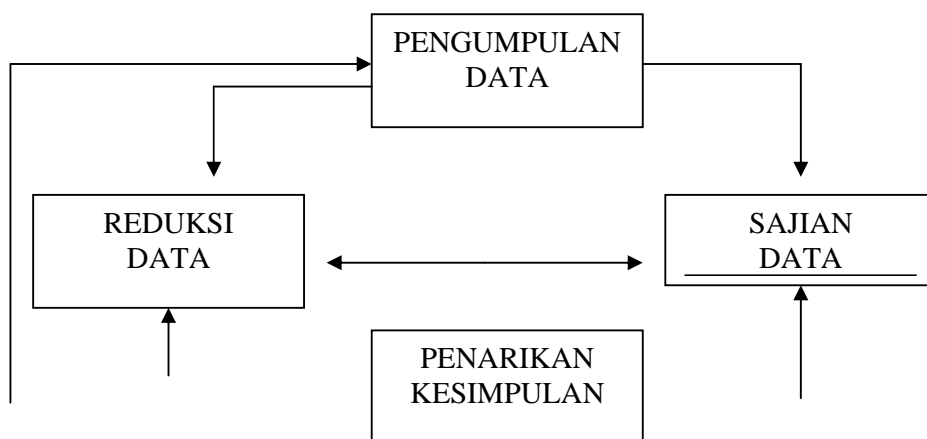 PENGUMPULAN
DATA
REDUKSI
DATA
SAJIAN
DATA
PENARIKAN
KESIMPULAN